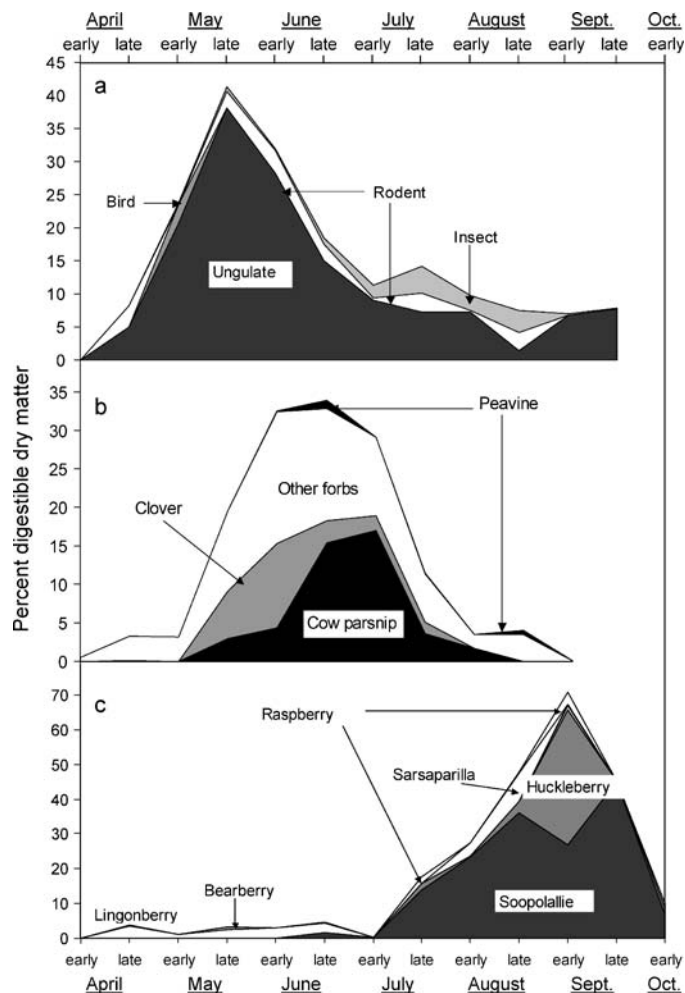 April May June July August Sept. Oct.
early late early late early late early late early late early late early
45
a
40
35
30
25
Bird
Rodent
20
Insect
15
Ungulate
10
5
0
35
b
Peavine
30
25
Other forbs
20
Clover
15
10
Cow parsnip
5
0
Percent digestible dry matter
70
c
Raspberry
60
50
Sarsaparilla
Huckleberry
40
30
20
Bearberry
10
Lingonberry
Soopolallie
0
early late early late early late early late early late early late early
April May June July August Sept. Oct.